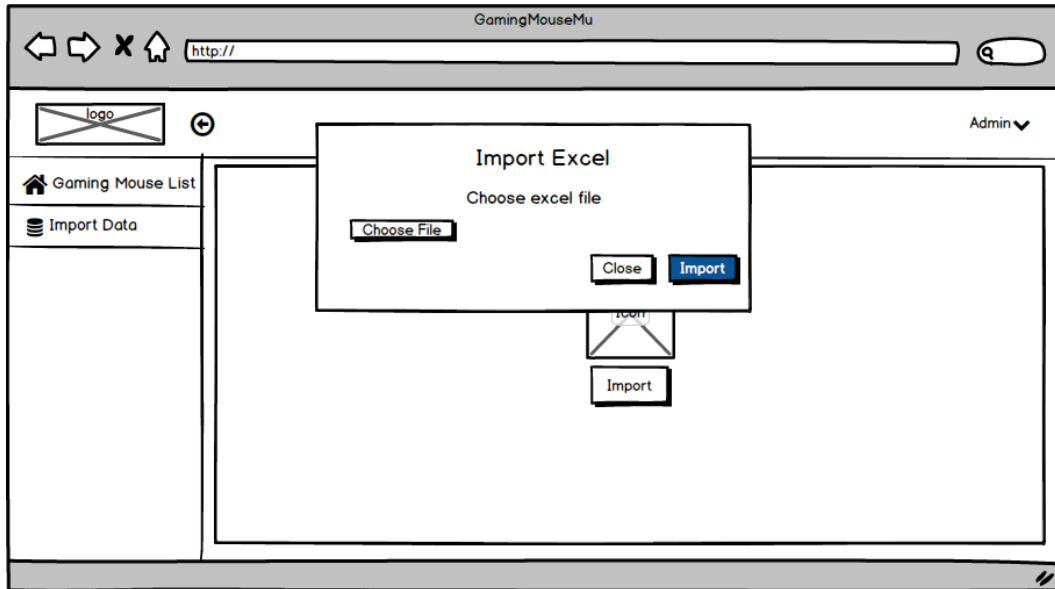 GamingMouseMu
http://
logo
Admin
Import Excel
Gaming Mouse List
Choose excel file
Import Data
Choose File
Close
Import
Icon
Import